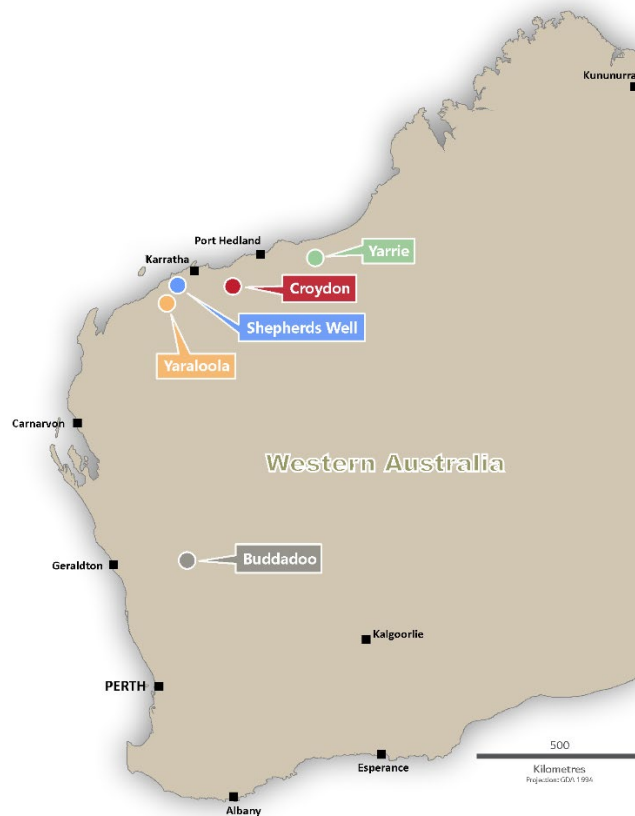 Kununurra
Port Hedland
Yarrie
Karratha
Croydon
Shepherds Well
Yaraloola
Carnarvon
Western Australia
Buddadoo
Geraldton
Kalgoorlie
PERTH
500
Kilometres
Projection: GDA 1994
Esperance
Albany